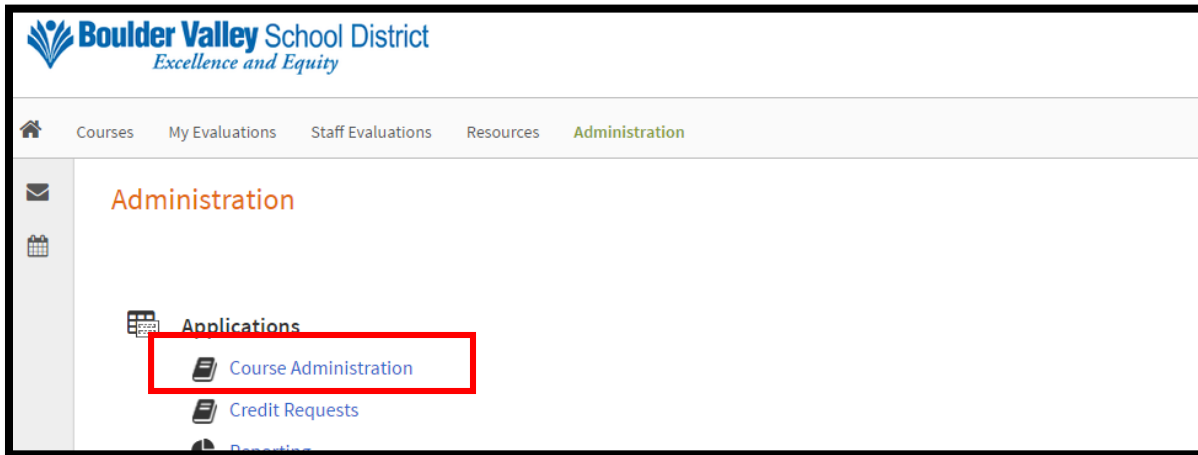 Boulder Valley School District
Excellence and Equity
Courses My Evaluations Staff Evaluations Resources Administration
Administration
Applications
Course Administration
Credit Requests
Reporting